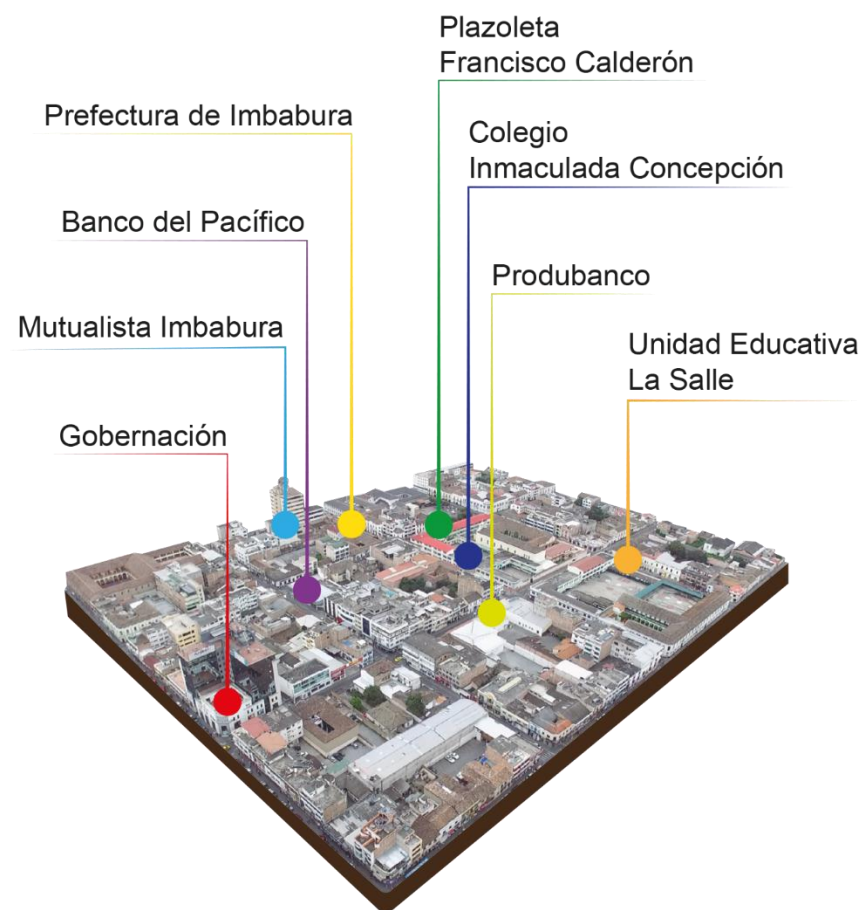 Plazoleta
Francisco Calderón
Prefectura de Imbabura
Colegio
Inmaculada Concepción
Banco del Pacífico
Produbanco
Mutualista Imbabura
Unidad Educativa
La Salle
Gobernación